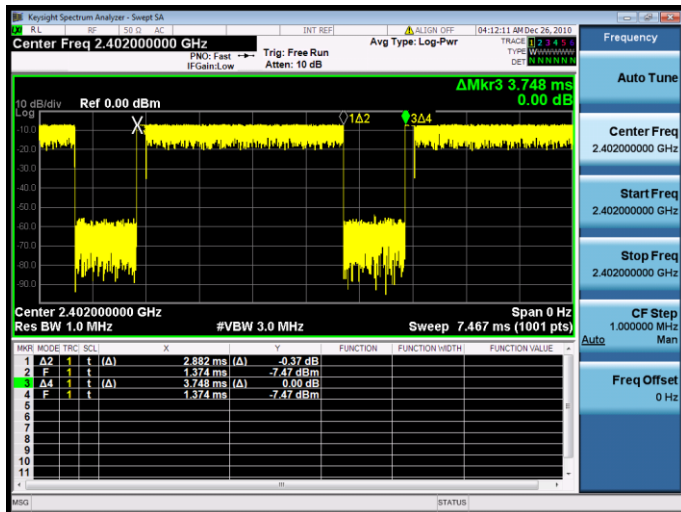 Keysight Spectrum Analyzer - Swept SA
RL RF 50 Ω AC INT REF ALIGN OFF 04:12:11 AM Dec 26, 2010
Center Freq 2.402000000 GHz Avg Type: Log-Pwr TRACE 1 2 3 4 5 6
PNO: Fast Trig: Free Run TYPE WWWWWW
IFGain:Low Atten: 10 dB DET N N N N N N
ΔMkr3 3.748 ms
0.00 dB
10 dB/div Ref 0.00 dBm
Log
1Δ2 3Δ4
-10.0
-20.0
-30.0
-40.0
-50.0
-60.0
-70.0
-80.0
-90.0
Center 2.402000000 GHz Span 0 Hz
Res BW 1.0 MHz #VBW 3.0 MHz Sweep 7.467 ms (1001 pts)
MKR MODE TRC SCL X Y FUNCTION FUNCTION WIDTH FUNCTION VALUE
1 Δ2 1 t (Δ) 2.882 ms (Δ) -0.37 dB
2 F 1 t 1.374 ms -7.47 dBm
3 Δ4 1 t (Δ) 3.748 ms (Δ) 0.00 dB
4 F 1 t 1.374 ms -7.47 dBm
5
6
7
8
9
10
11
MSG STATUS
Frequency
Auto Tune
Center Freq
2.402000000 GHz
Start Freq
2.402000000 GHz
Stop Freq
2.402000000 GHz
CF Step
1.000000 MHz
Auto Man
Freq Offset
0 Hz